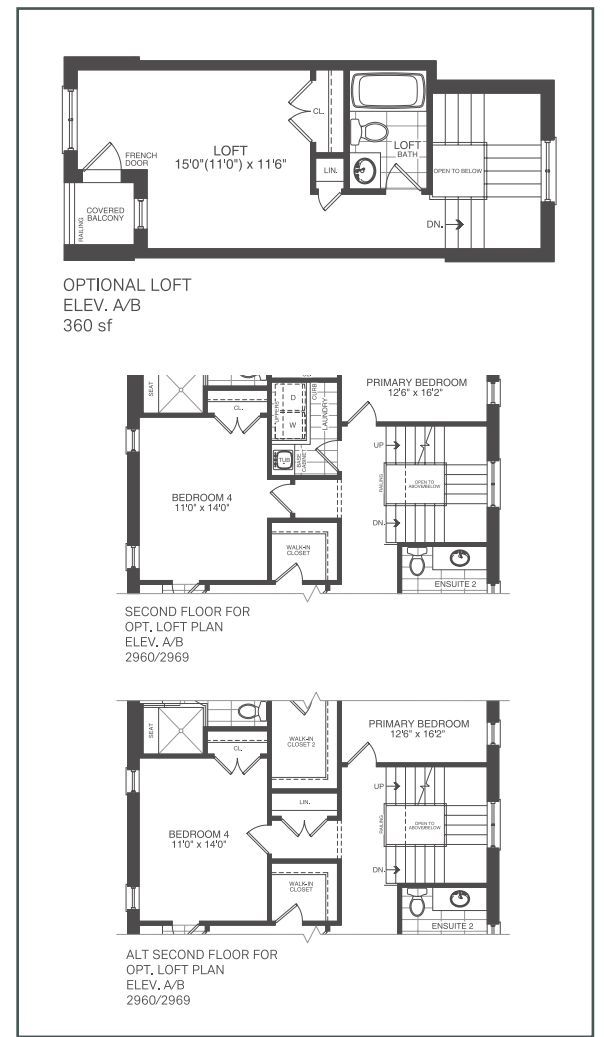 CL.
LOFT
15'0"(11'0") x 11'6"
LOFT
BATH
FRENCH
DOOR
LIN.
OPEN TO BELOW
COVERED
BALCONY
RAILING
DN.
OPTIONAL LOFT
ELEV. A/B
360 sf
SEAT
PRIMARY BEDROOM
12'6" x 16'2"
CL.
UPPERS
D
CURB
W
LAUNDRY
UP
TUB
BASE
CABINET
RAILING
OPEN TO
ABOVE/BELOW
BEDROOM 4
11'0" x 14'0"
DN.
WALK-IN
CLOSET
ENSUITE 2
SECOND FLOOR FOR
OPT. LOFT PLAN
ELEV. A/B
2960/2969
SEAT
PRIMARY BEDROOM
12'6" x 16'2"
CL.
WALK-IN
CLOSET 2
UP
LIN.
RAILING
OPEN TO
ABOVE/BELOW
BEDROOM 4
11'0" x 14'0"
DN.
WALK-IN
CLOSET
ENSUITE 2
ALT SECOND FLOOR FOR
OPT. LOFT PLAN
ELEV. A/B
2960/2969